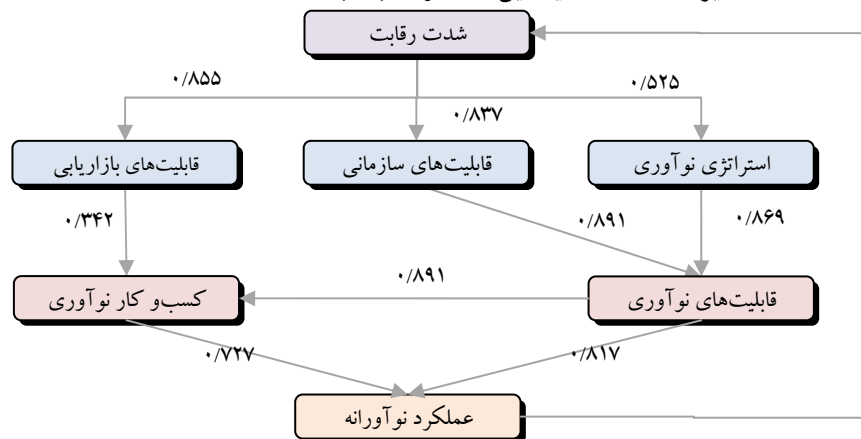 شدت رقابت
۰/۵۲۵
۰/۸۳۷
۰/۸۵۵
استراتژی نوآوری
قابلیت‌های سازمانی
قابلیت‌های بازاریابی
۰/۸۶۹
۰/۸۹۱
۰/۳۴۲
۰/۸۹۱
قابلیت‌های نوآوری
کسب‌و کار نوآوری
۰/۸۱۷
۰/۷۲۷
عملکرد نوآورانه